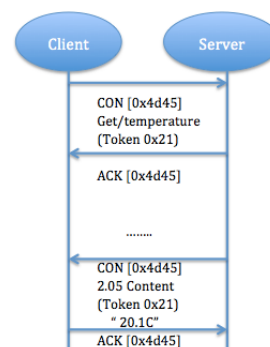 Client Server
CON [0x4d45]
Get/temperature
(Token 0x21)
ACK [0x4d45]
........
CON [0x4d45]
2.05 Content
(Token 0x21)
“ 20.1C”
ACK [0x4d45]